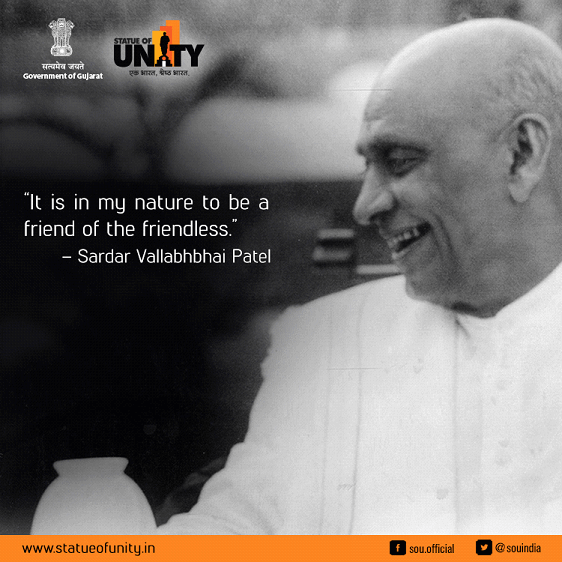 सत्यमेव जयते
Government of Gujarat
STATUE OF
UNITY
एक भारत, श्रेष्ठ भारत.
“It is in my nature to be a
friend of the friendless.”
– Sardar Vallabhbhai Patel
www.statueofunity.in
sou.official
@souindia